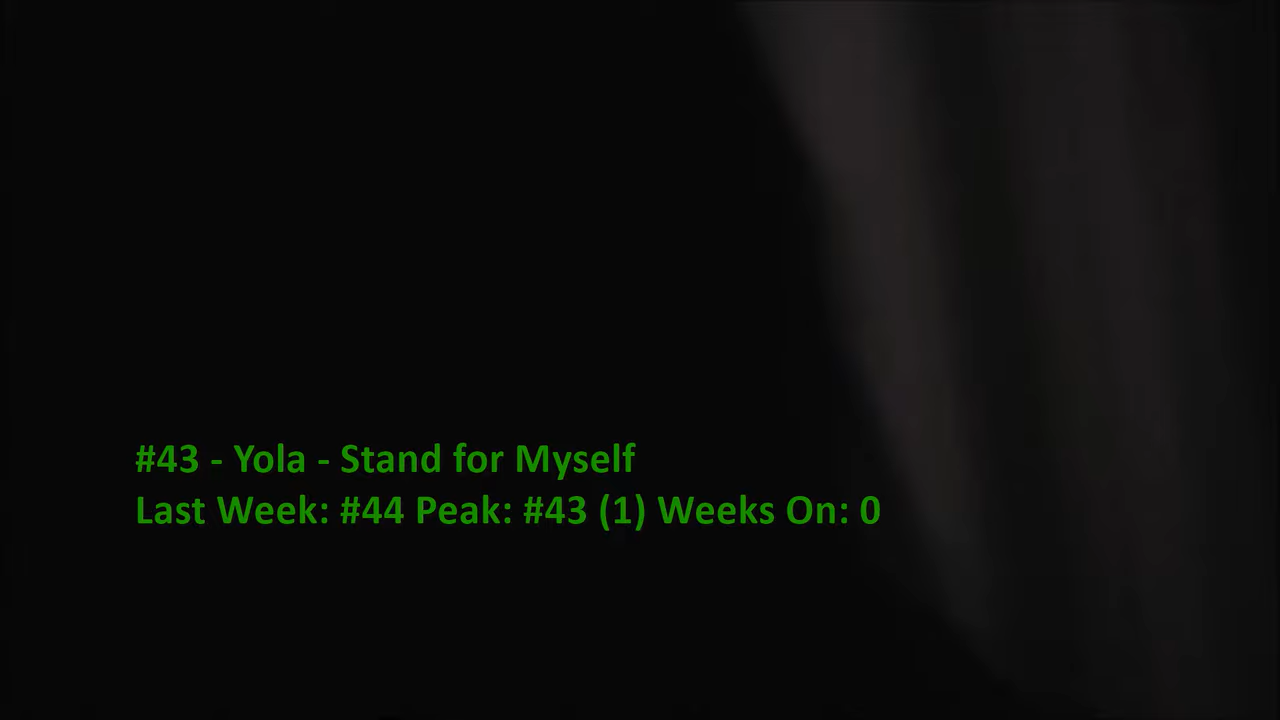 #43 - Yola - Stand for Myself
Last Week: #44 Peak: #43 (1) Weeks On: 0